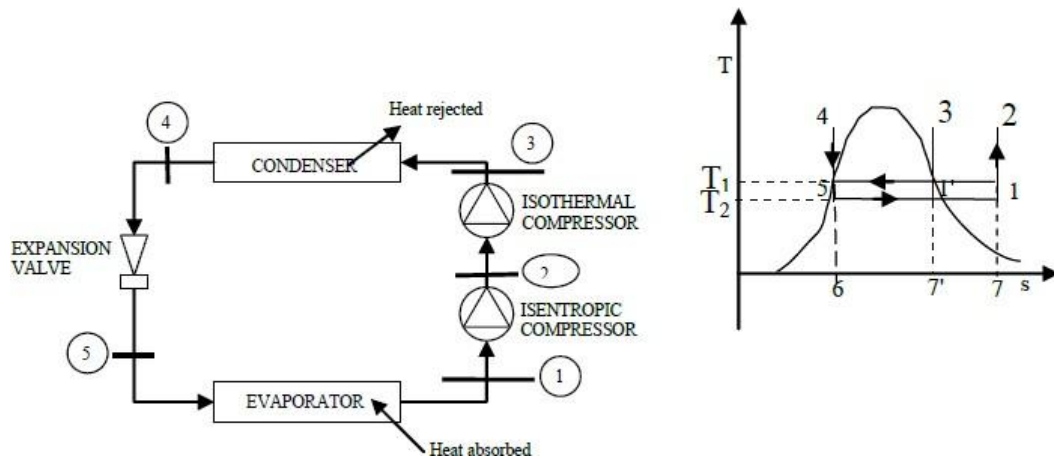 4
Heat rejected
CONDENSER
3
ISOTHERMAL
COMPRESSOR
EXPANSION
VALVE
2
ISENTROPIC
COMPRESSOR
5
1
EVAPORATOR
Heat absorbed
T
4
3
2
T1
5
1'
1
T2
6
7'
7
s